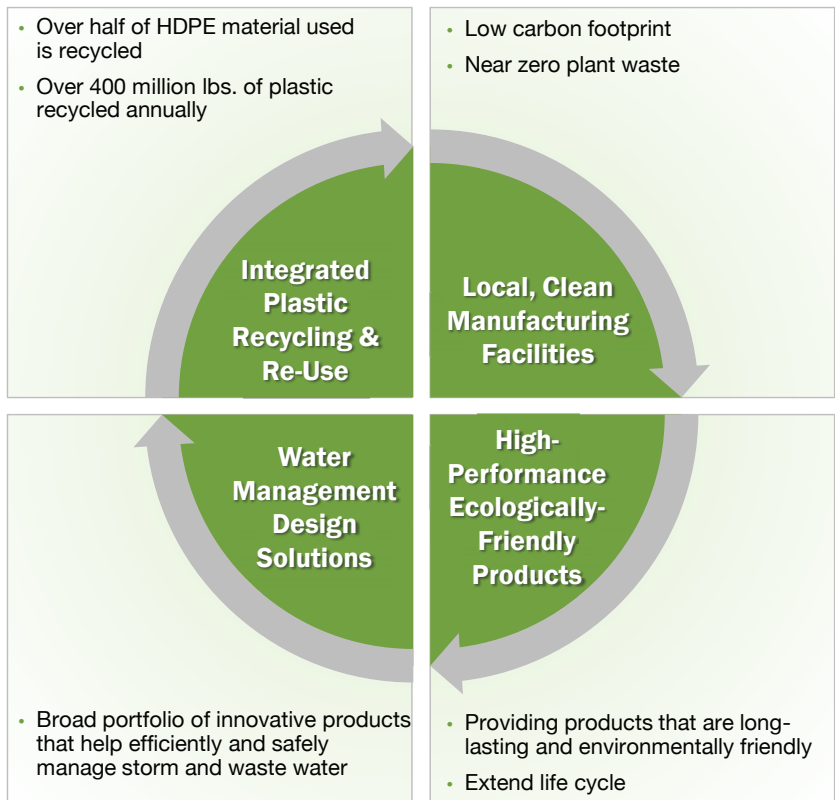 • Over half of HDPE material used
is recycled
• Over 400 million lbs. of plastic
recycled annually
Integrated
Plastic
Recycling &
Re-Use
• Low carbon footprint
• Near zero plant waste
Local, Clean
Manufacturing
Facilities
Water
Management
Design
Solutions
• Broad portfolio of innovative products
that help efficiently and safely
manage storm and waste water
High-
Performance
Ecologically-
Friendly
Products
• Providing products that are long-
lasting and environmentally friendly
• Extend life cycle